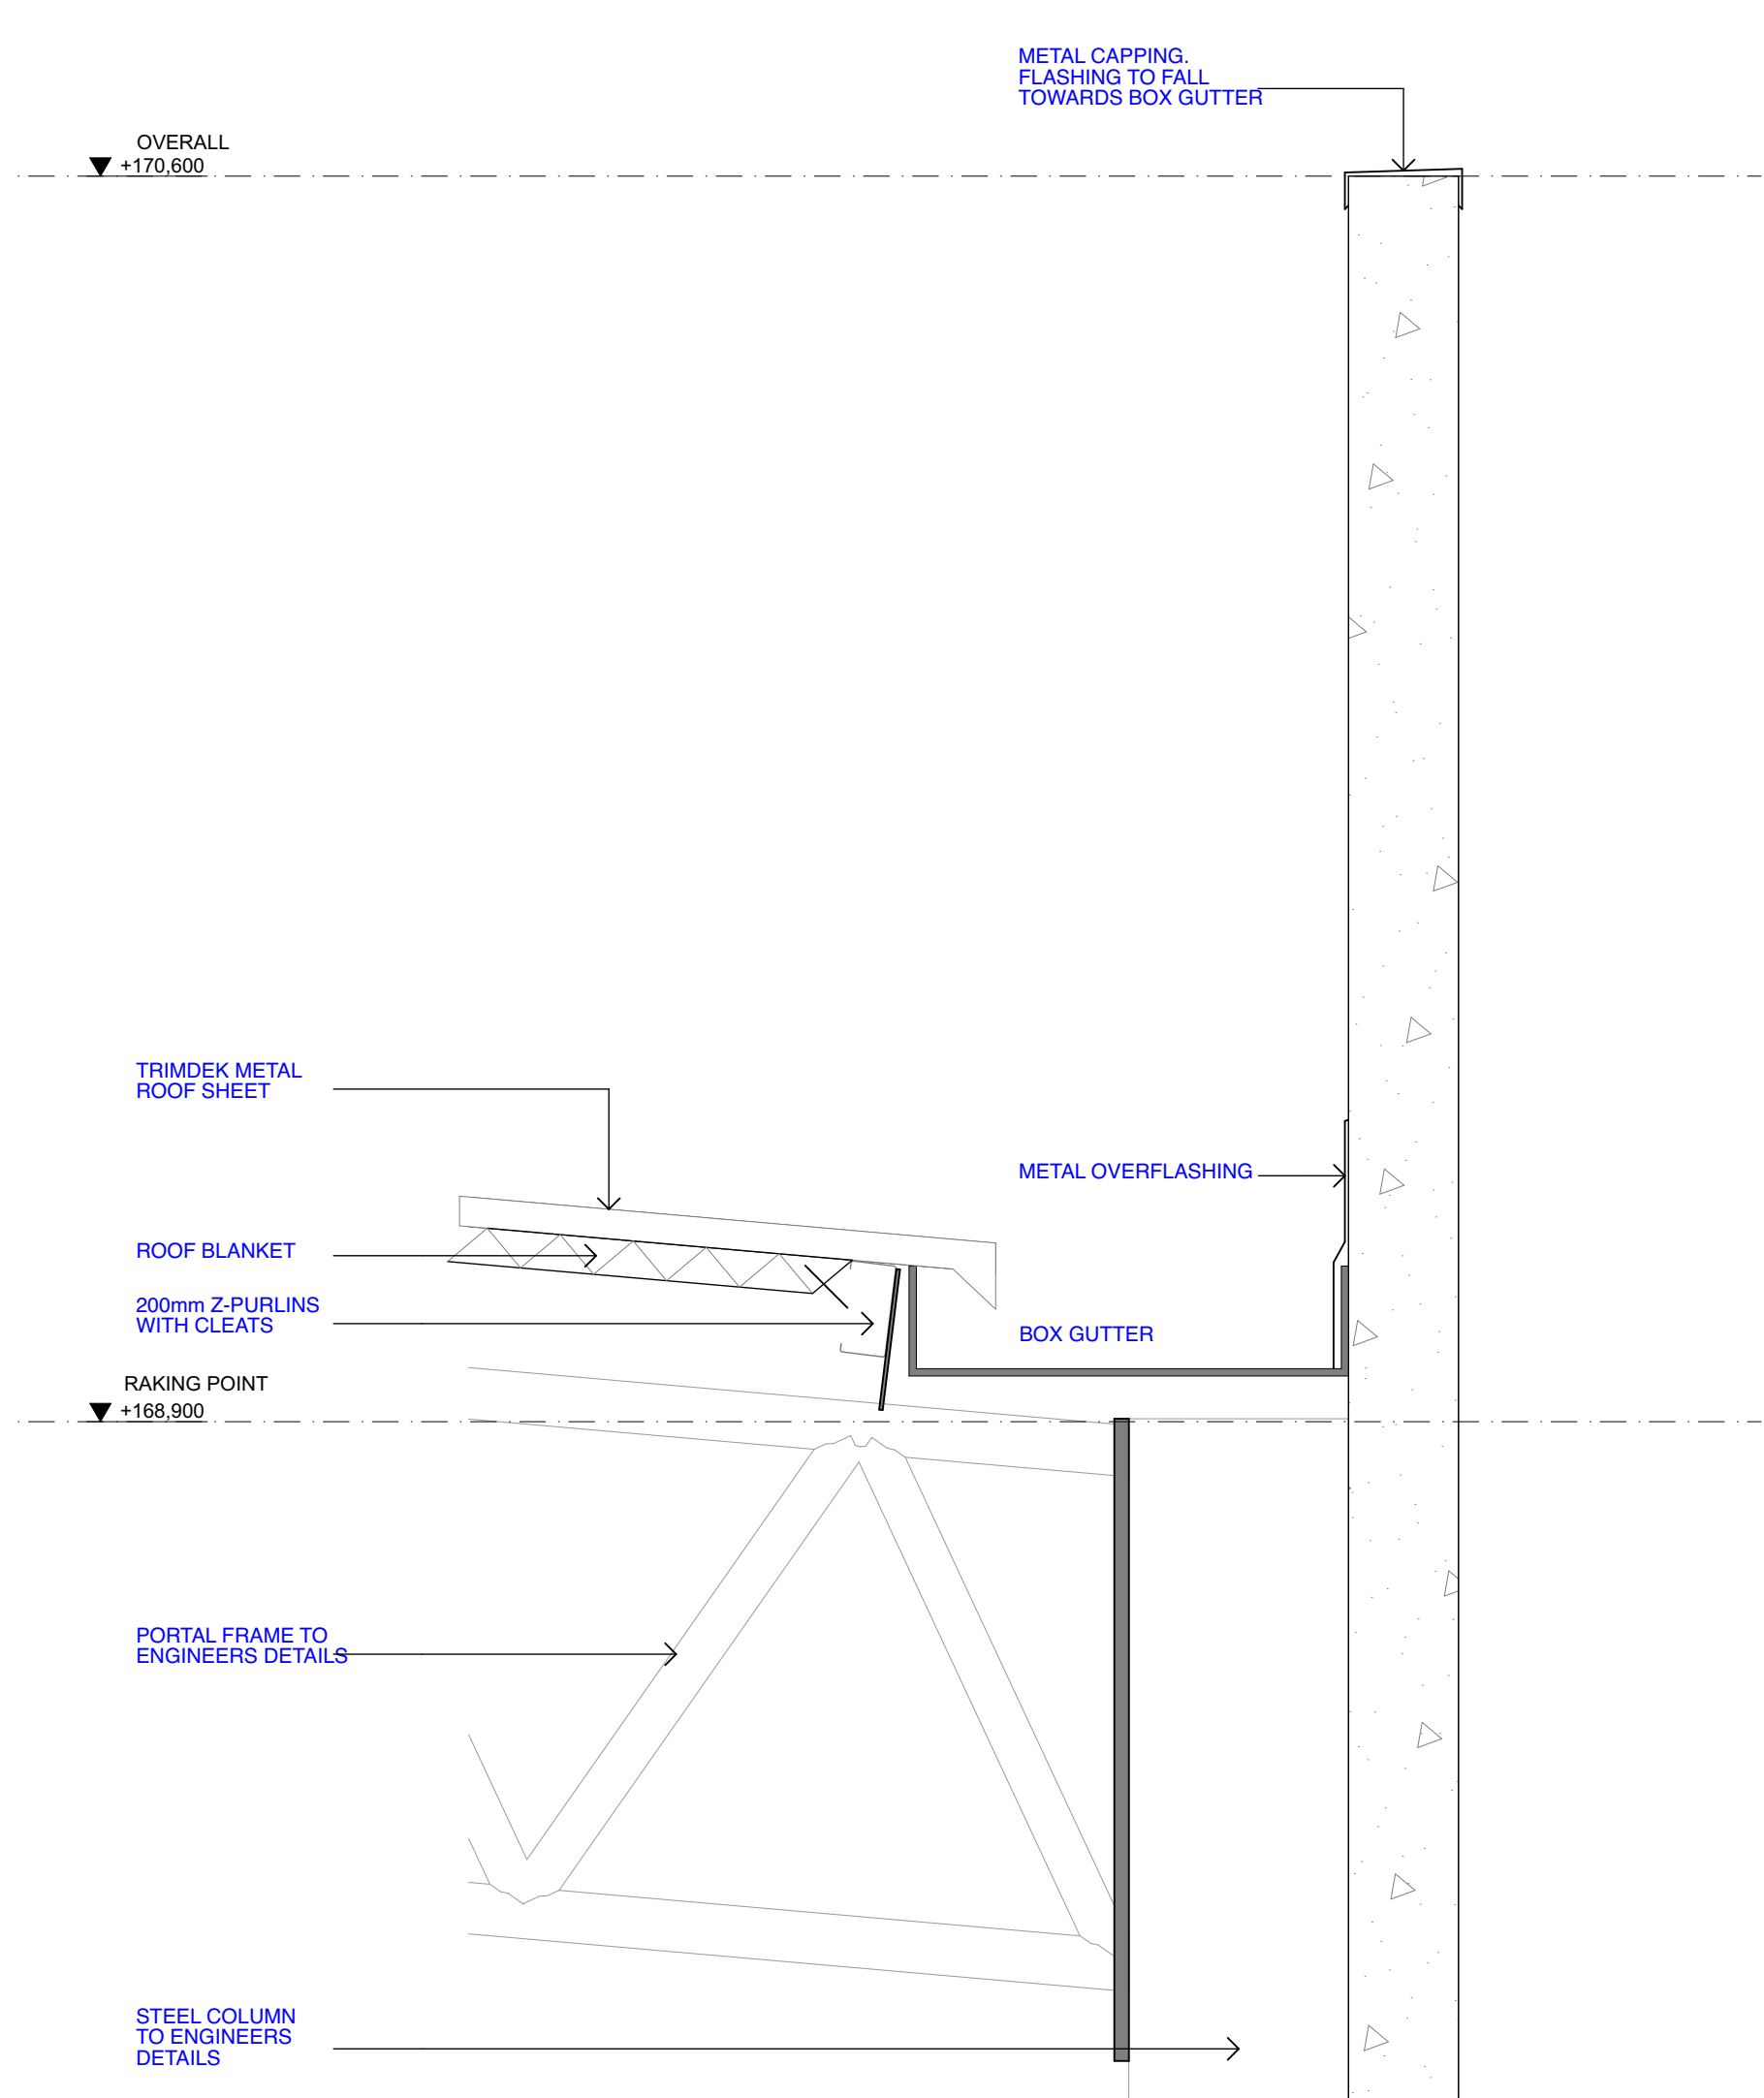 METAL CAPPING.
FLASHING TO FALL
TOWARDS BOX GUTTER
OVERALL
+170,600
TRIMDEK METAL
ROOF SHEET
METAL OVERFLASHING
ROOF BLANKET
200mm Z-PURLINS
WITH CLEATS
BOX GUTTER
RAKING POINT
+168,900
PORTAL FRAME TO
ENGINEERS DETAILS
STEEL COLUMN
TO ENGINEERS
DETAILS